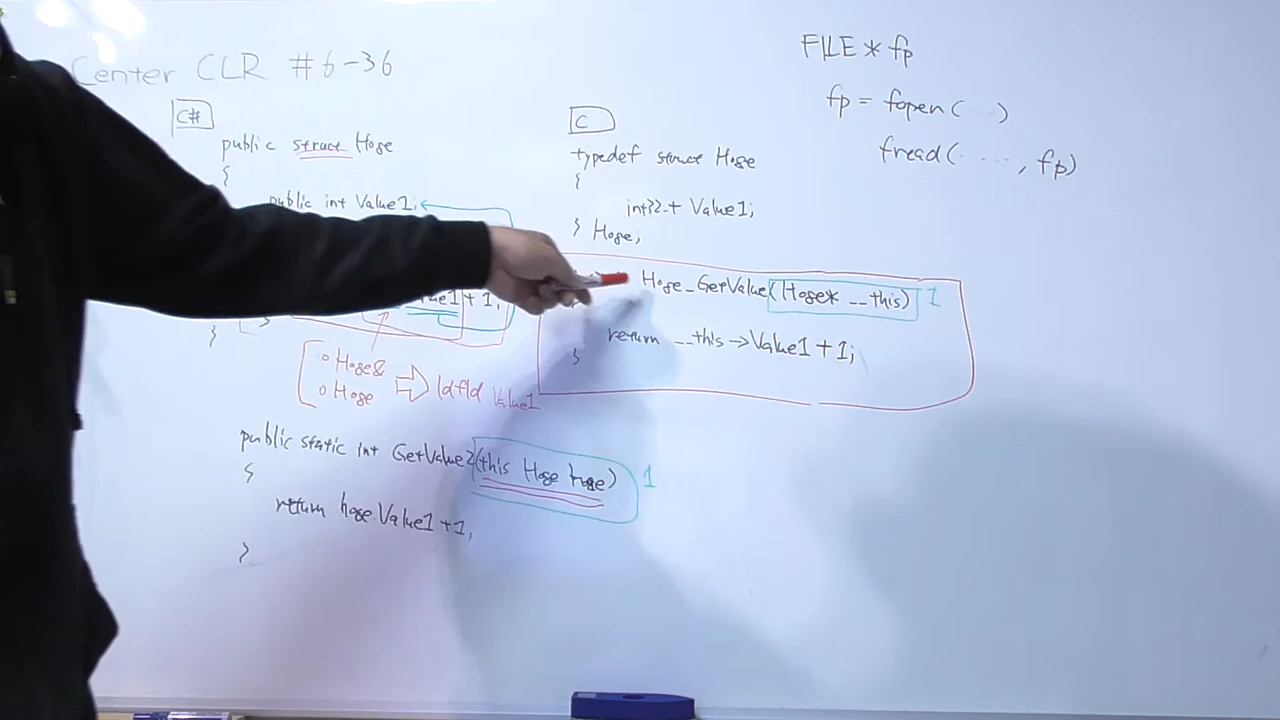 Center CLR #6-36
C#
public struct Hoge
{
public int Value1;
+1;
}
}
Hoge&
Hoge
ldfld Value1
public static int GetValue2(this Hoge hoge) 1
{
return hoge.Value1+1;
}
C
typedef struct Hoge
{
int32_t Value1;
} Hoge;
Hoge_GetValue(Hoge* __this) 1
return __this->Value1+1;
}
FILE* fp
fp = fopen(...)
fread(....., fp)